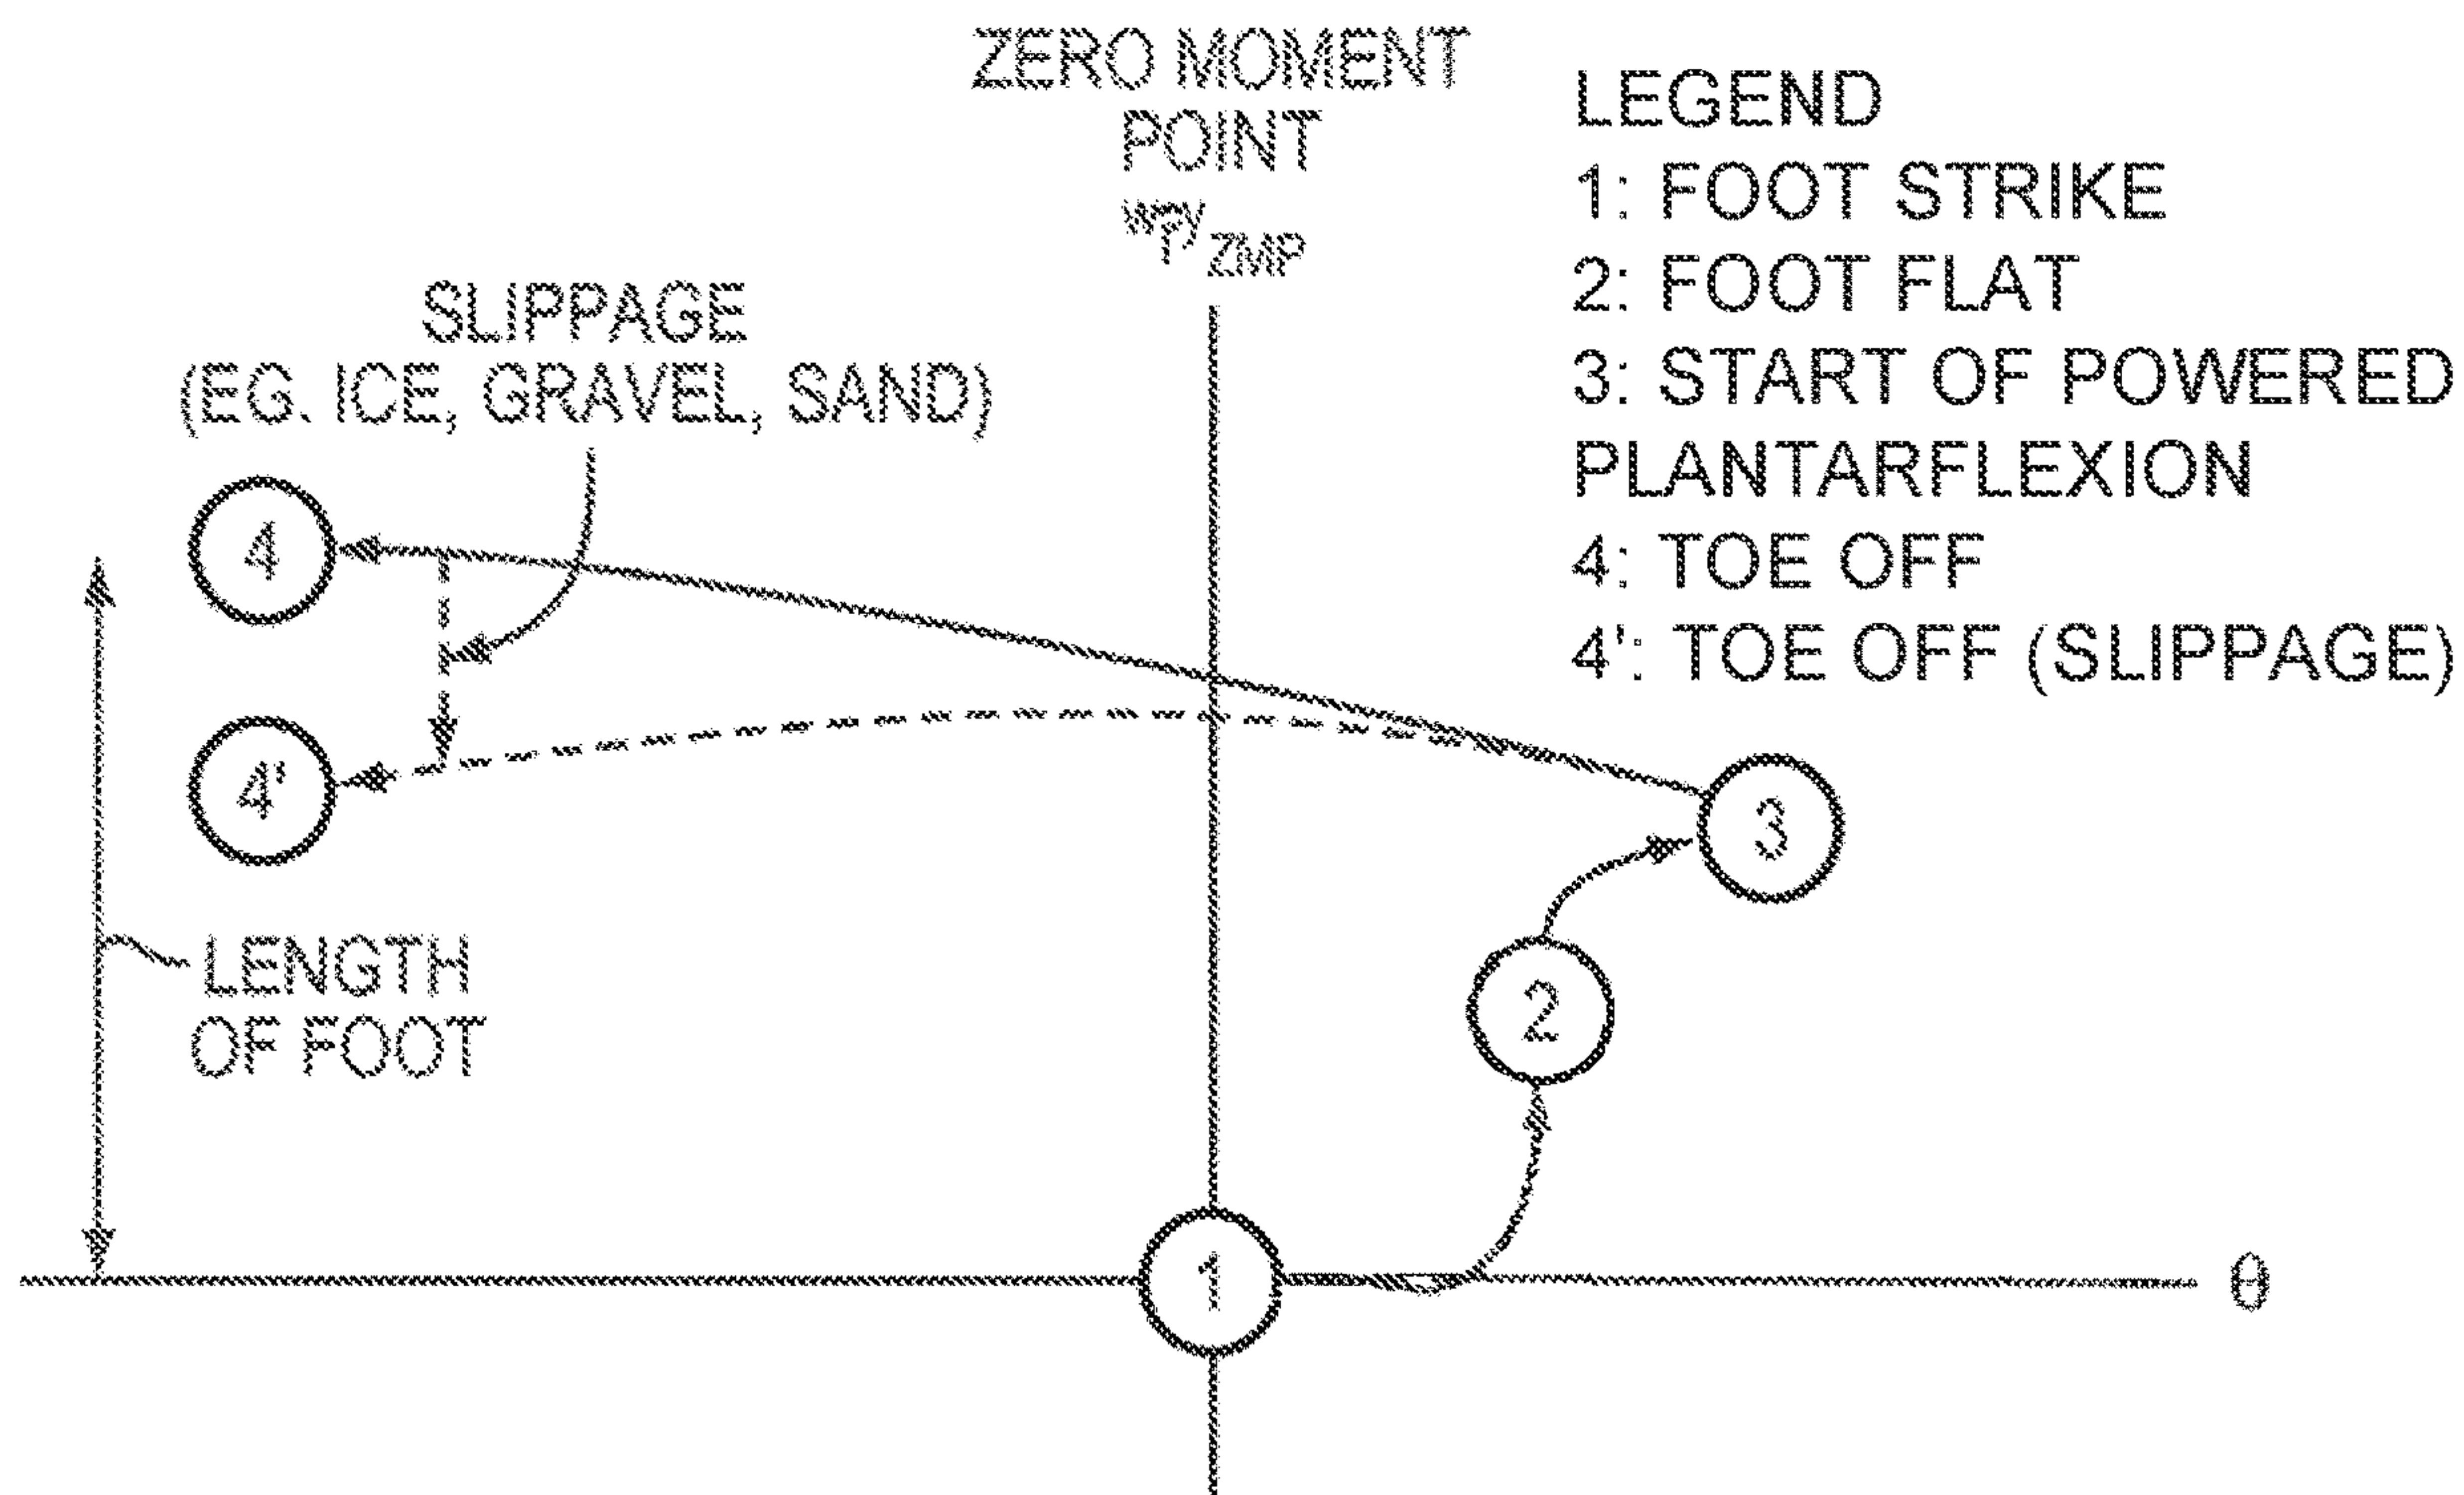 ZERO MOMENT
POINT
wry ZMP
LEGEND
1: FOOT STRIKE
2: FOOT FLAT
3: START OF POWERED
PLANTARFLEXION
4: TOE OFF
4': TOE OFF (SLIPPAGE)
SLIPPAGE
(EG. ICE, GRAVEL, SAND)
4
4'
3
2
LENGTH
OF FOOT
1
θ